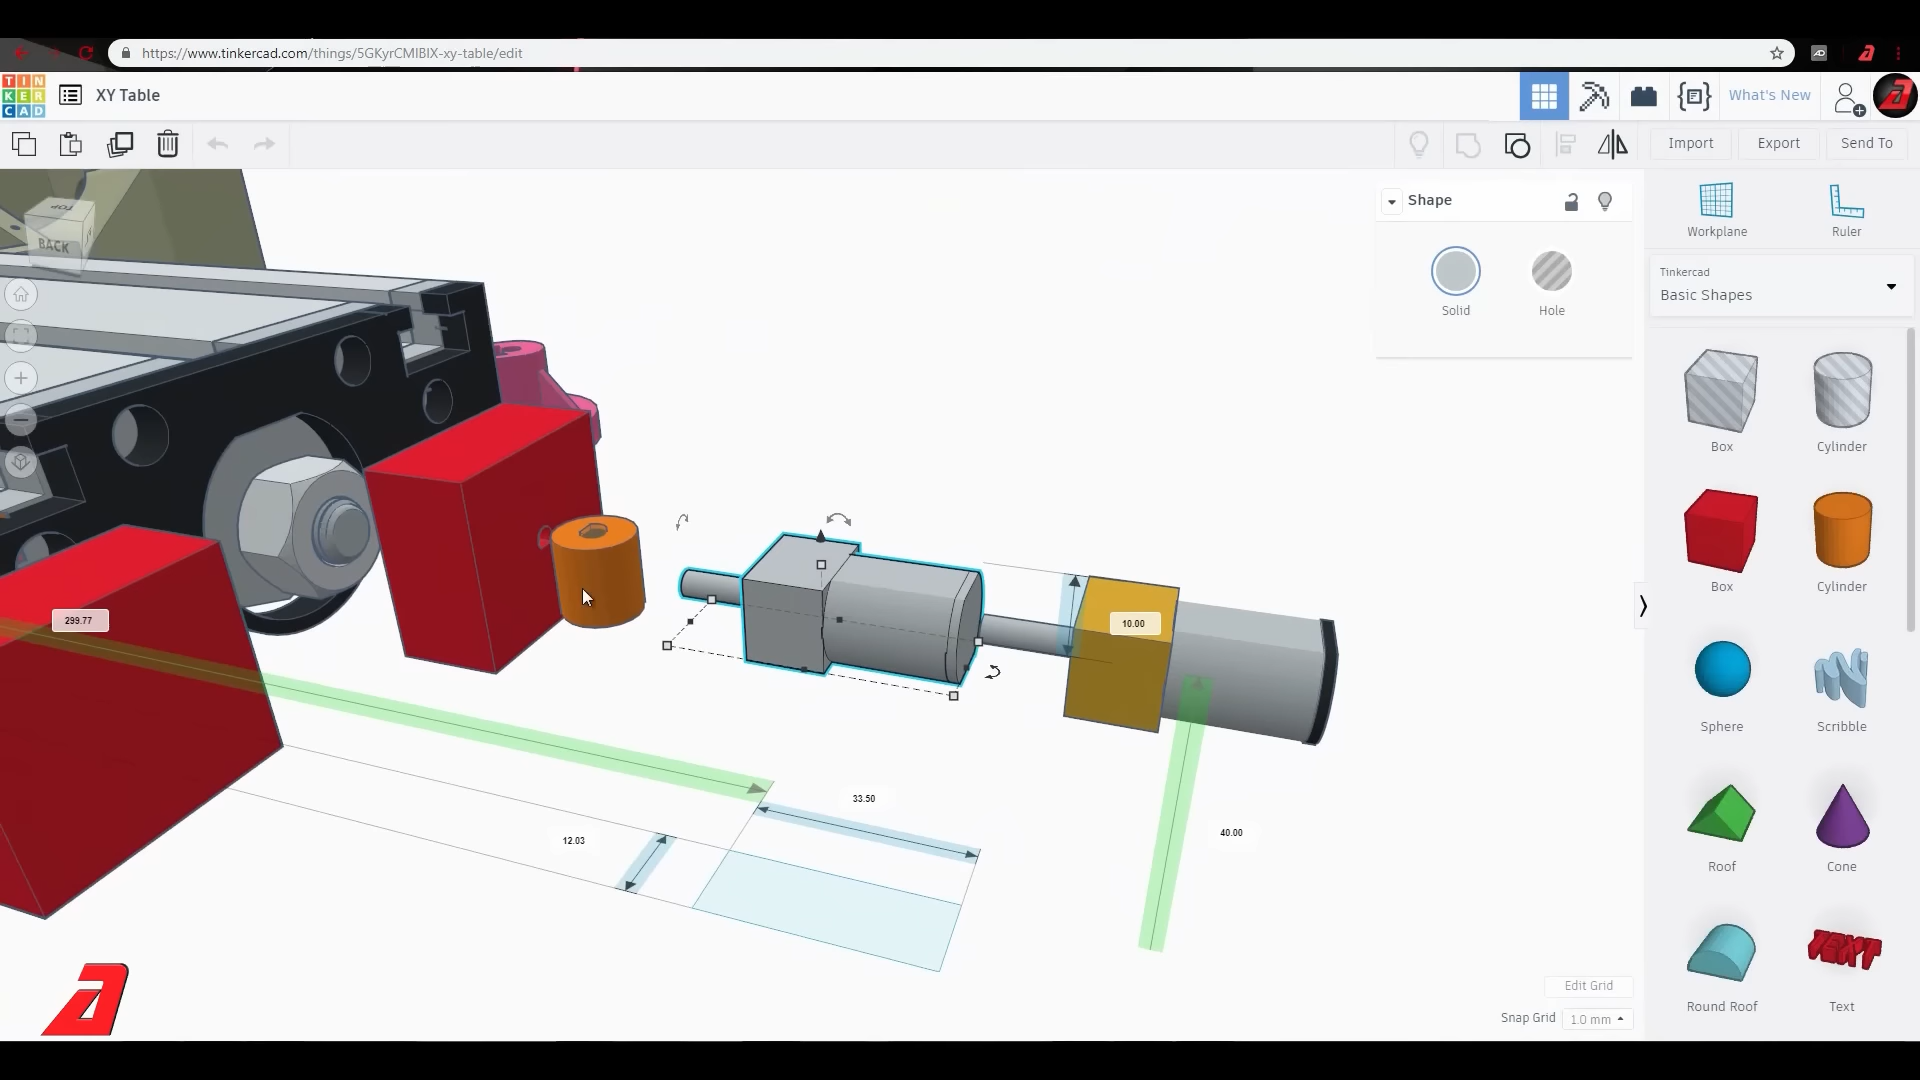 https://www.tinkercad.com/things/5GKyrCMIBIX-xy-table/edit
TIN
KER
CAD
XY Table
What's New
Import
Export
Send To
TOP
BACK
Shape
Solid
Hole
Workplane
Ruler
Tinkercad
Basic Shapes
Box
Cylinder
Box
Cylinder
Sphere
Scribble
Roof
Cone
Round Roof
TEXT
Text
299.77
10.00
33.50
12.03
40.00
Edit Grid
Snap Grid
1.0 mm